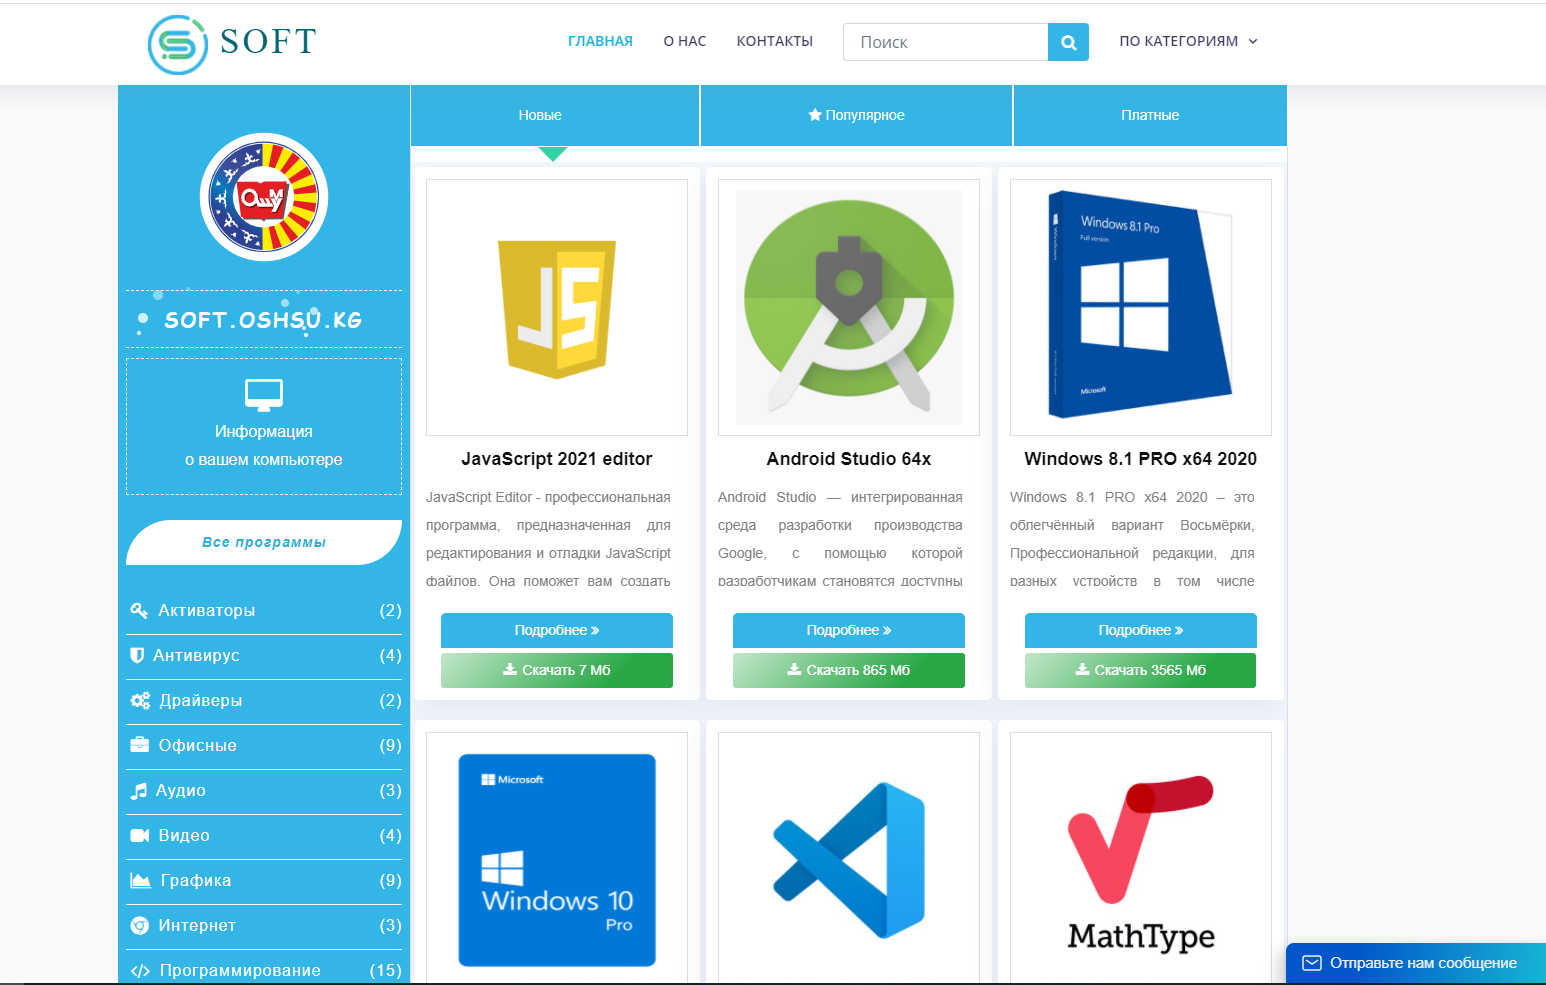 SOFT
ГЛАВНАЯ
О НАС
КОНТАКТЫ
Поиск
ПО КАТЕГОРИЯМ
ОшМУ
SOFT.OSHSU.KG
Информация
о вашем компьютере
Все программы
Активаторы (2)
Антивирус (4)
Драйверы (2)
Офисные (9)
Аудио (3)
Видео (4)
Графика (9)
Интернет (3)
Программирование (15)
Новые
Популярное
Платные
JS
JavaScript 2021 editor
JavaScript Editor - профессиональная
программа, предназначенная для
редактирования и отладки JavaScript
файлов. Она поможет вам создать
Подробнее »
Скачать 7 Мб
Android Studio 64x
Android Studio — интегрированная
среда разработки производства
Google, с помощью которой
разработчикам становятся доступны
Подробнее »
Скачать 865 Мб
Windows 8.1 Pro
Full version
Microsoft
Windows 8.1 PRO x64 2020
Windows 8.1 PRO x64 2020 – это
облегчённый вариант Восьмёрки,
Профессиональной редакции, для
разных устройств в том числе
Подробнее »
Скачать 3565 Мб
Microsoft
Windows 10
Pro
MathType
Отправьте нам сообщение